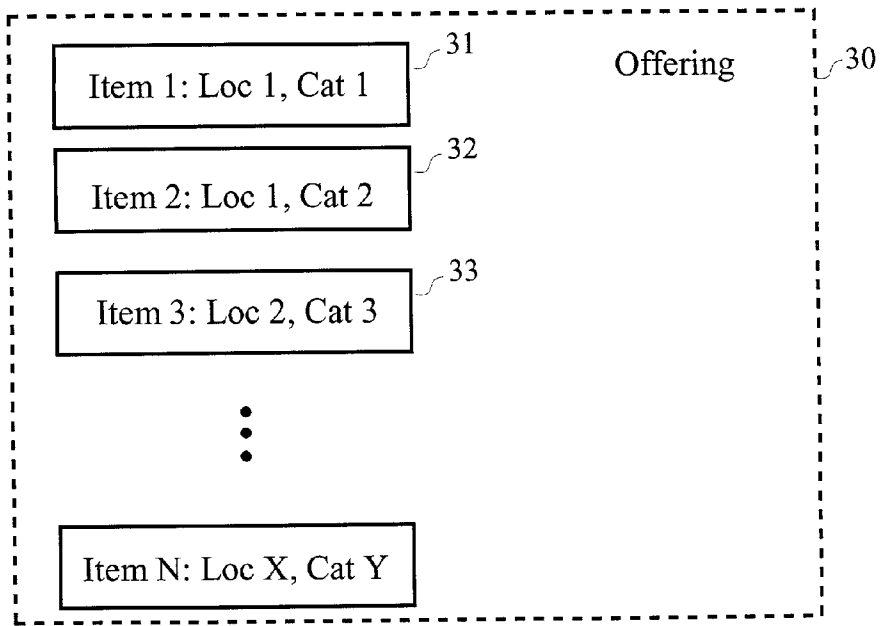 31
Item 1: Loc 1, Cat 1
Offering
30
32
Item 2: Loc 1, Cat 2
33
Item 3: Loc 2, Cat 3
Item N: Loc X, Cat Y